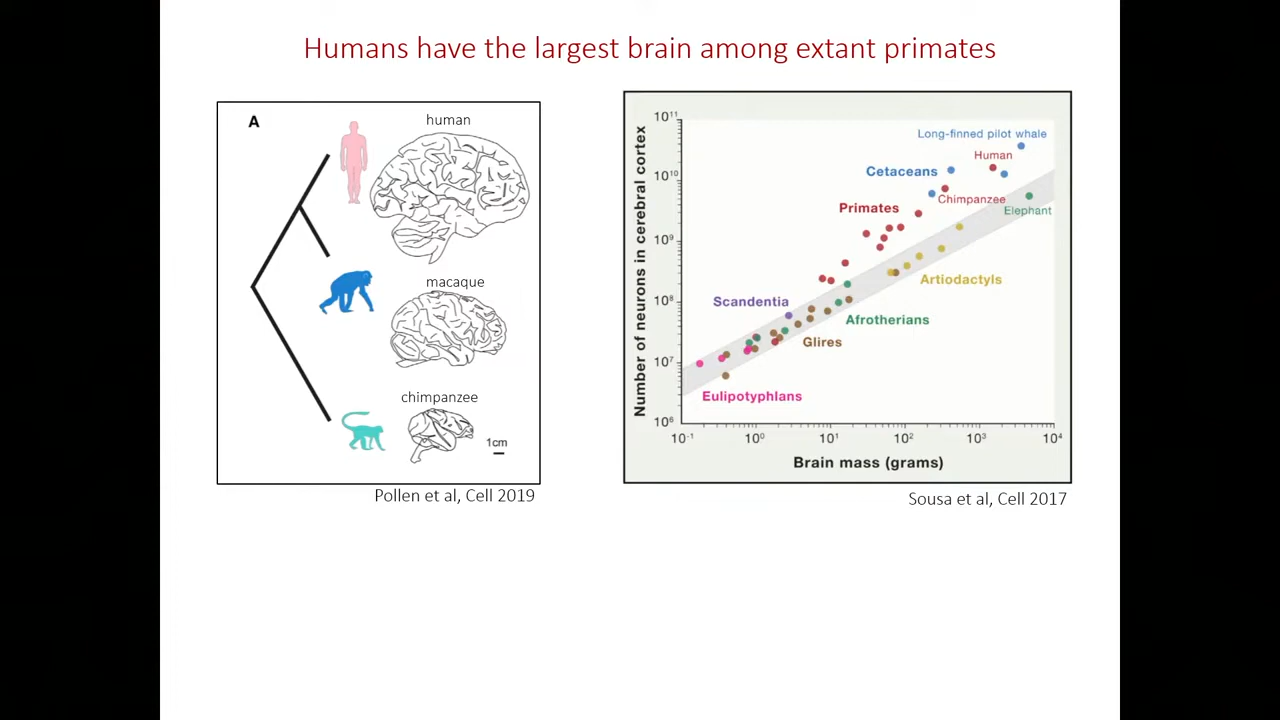 Humans have the largest brain among extant primates
A
human
macaque
chimpanzee
1cm
Pollen et al, Cell 2019
Number of neurons in cerebral cortex
10¹¹
10¹⁰
10⁹
10⁸
10⁷
10⁶
Long-finned pilot whale
Human
Cetaceans
Chimpanzee
Primates
Elephant
Artiodactyls
Scandentia
Afrotherians
Glires
Eulipotyphlans
10⁻¹ 10⁰ 10¹ 10² 10³ 10⁴
Brain mass (grams)
Sousa et al, Cell 2017